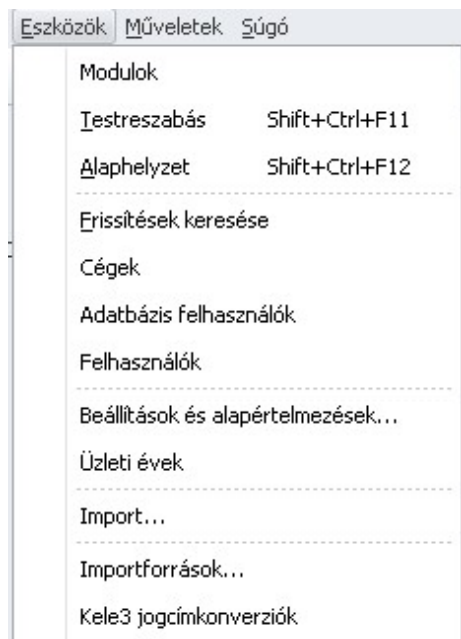 Eszközök Műveletek Súgó
Modulok
Testreszabás Shift+Ctrl+F11
Alaphelyzet Shift+Ctrl+F12
Frissítések keresése
Cégek
Adatbázis felhasználók
Felhasználók
Beállítások és alapértelmezések...
Üzleti évek
Import...
Importforrások...
Kele3 jogcímkonverziók